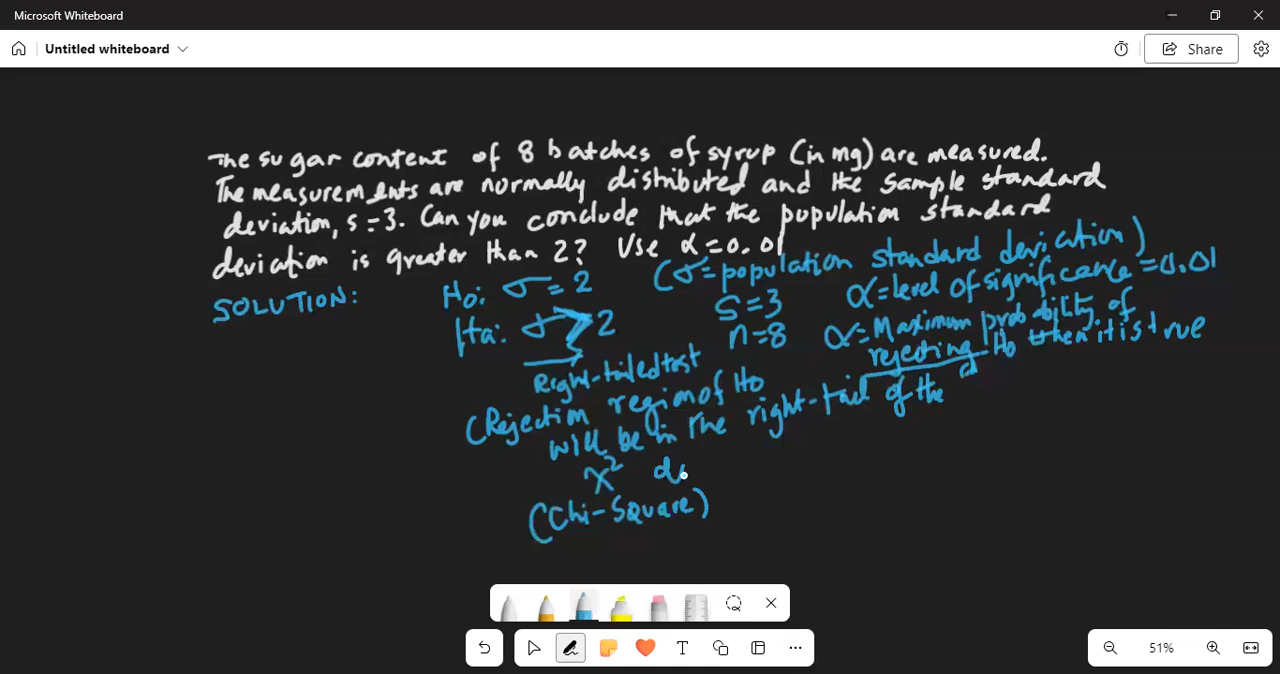 Microsoft Whiteboard
Untitled whiteboard
Share
The sugar content of 8 batches of syrup (in mg) are measured.
The measurements are normally distributed and the sample standard
deviation, s=3. Can you conclude that the population standard
deviation is greater than 2? Use α=0.01
SOLUTION:
Ho: σ = 2
(σ=population standard deviation)
Ha: σ > 2
S=3
n=8
α=level of significance =0.01
α=Maximum probability of
rejecting Ho when it is true
Right-tailed test
(Rejection region of Ho
will be in the right-tail of the
χ² d
(Chi-Square)
51%